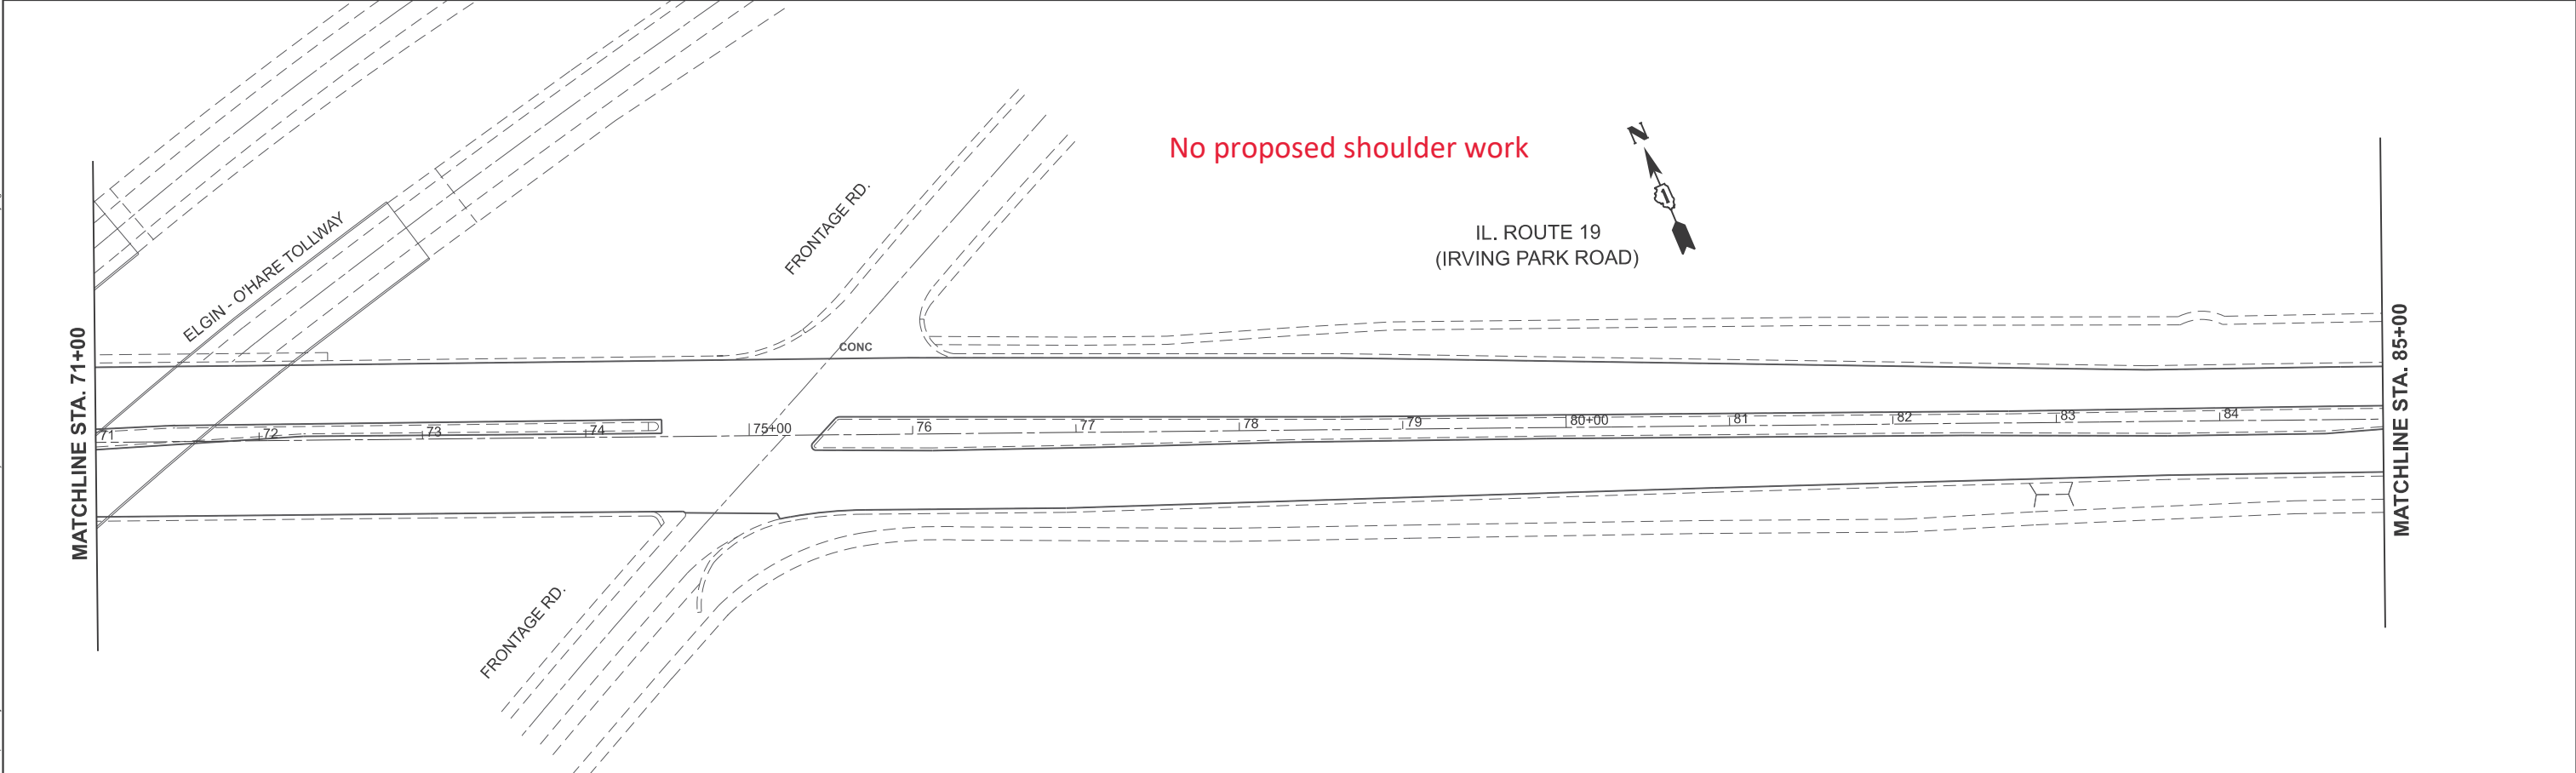 No proposed shoulder work
N
IL. ROUTE 19
(IRVING PARK ROAD)
FRONTAGE RD.
ELGIN - O'HARE TOLLWAY
CONC
MATCHLINE STA. 71+00
MATCHLINE STA. 85+00
71
72
73
74
75+00
76
77
78
79
80+00
81
82
83
84
FRONTAGE RD.